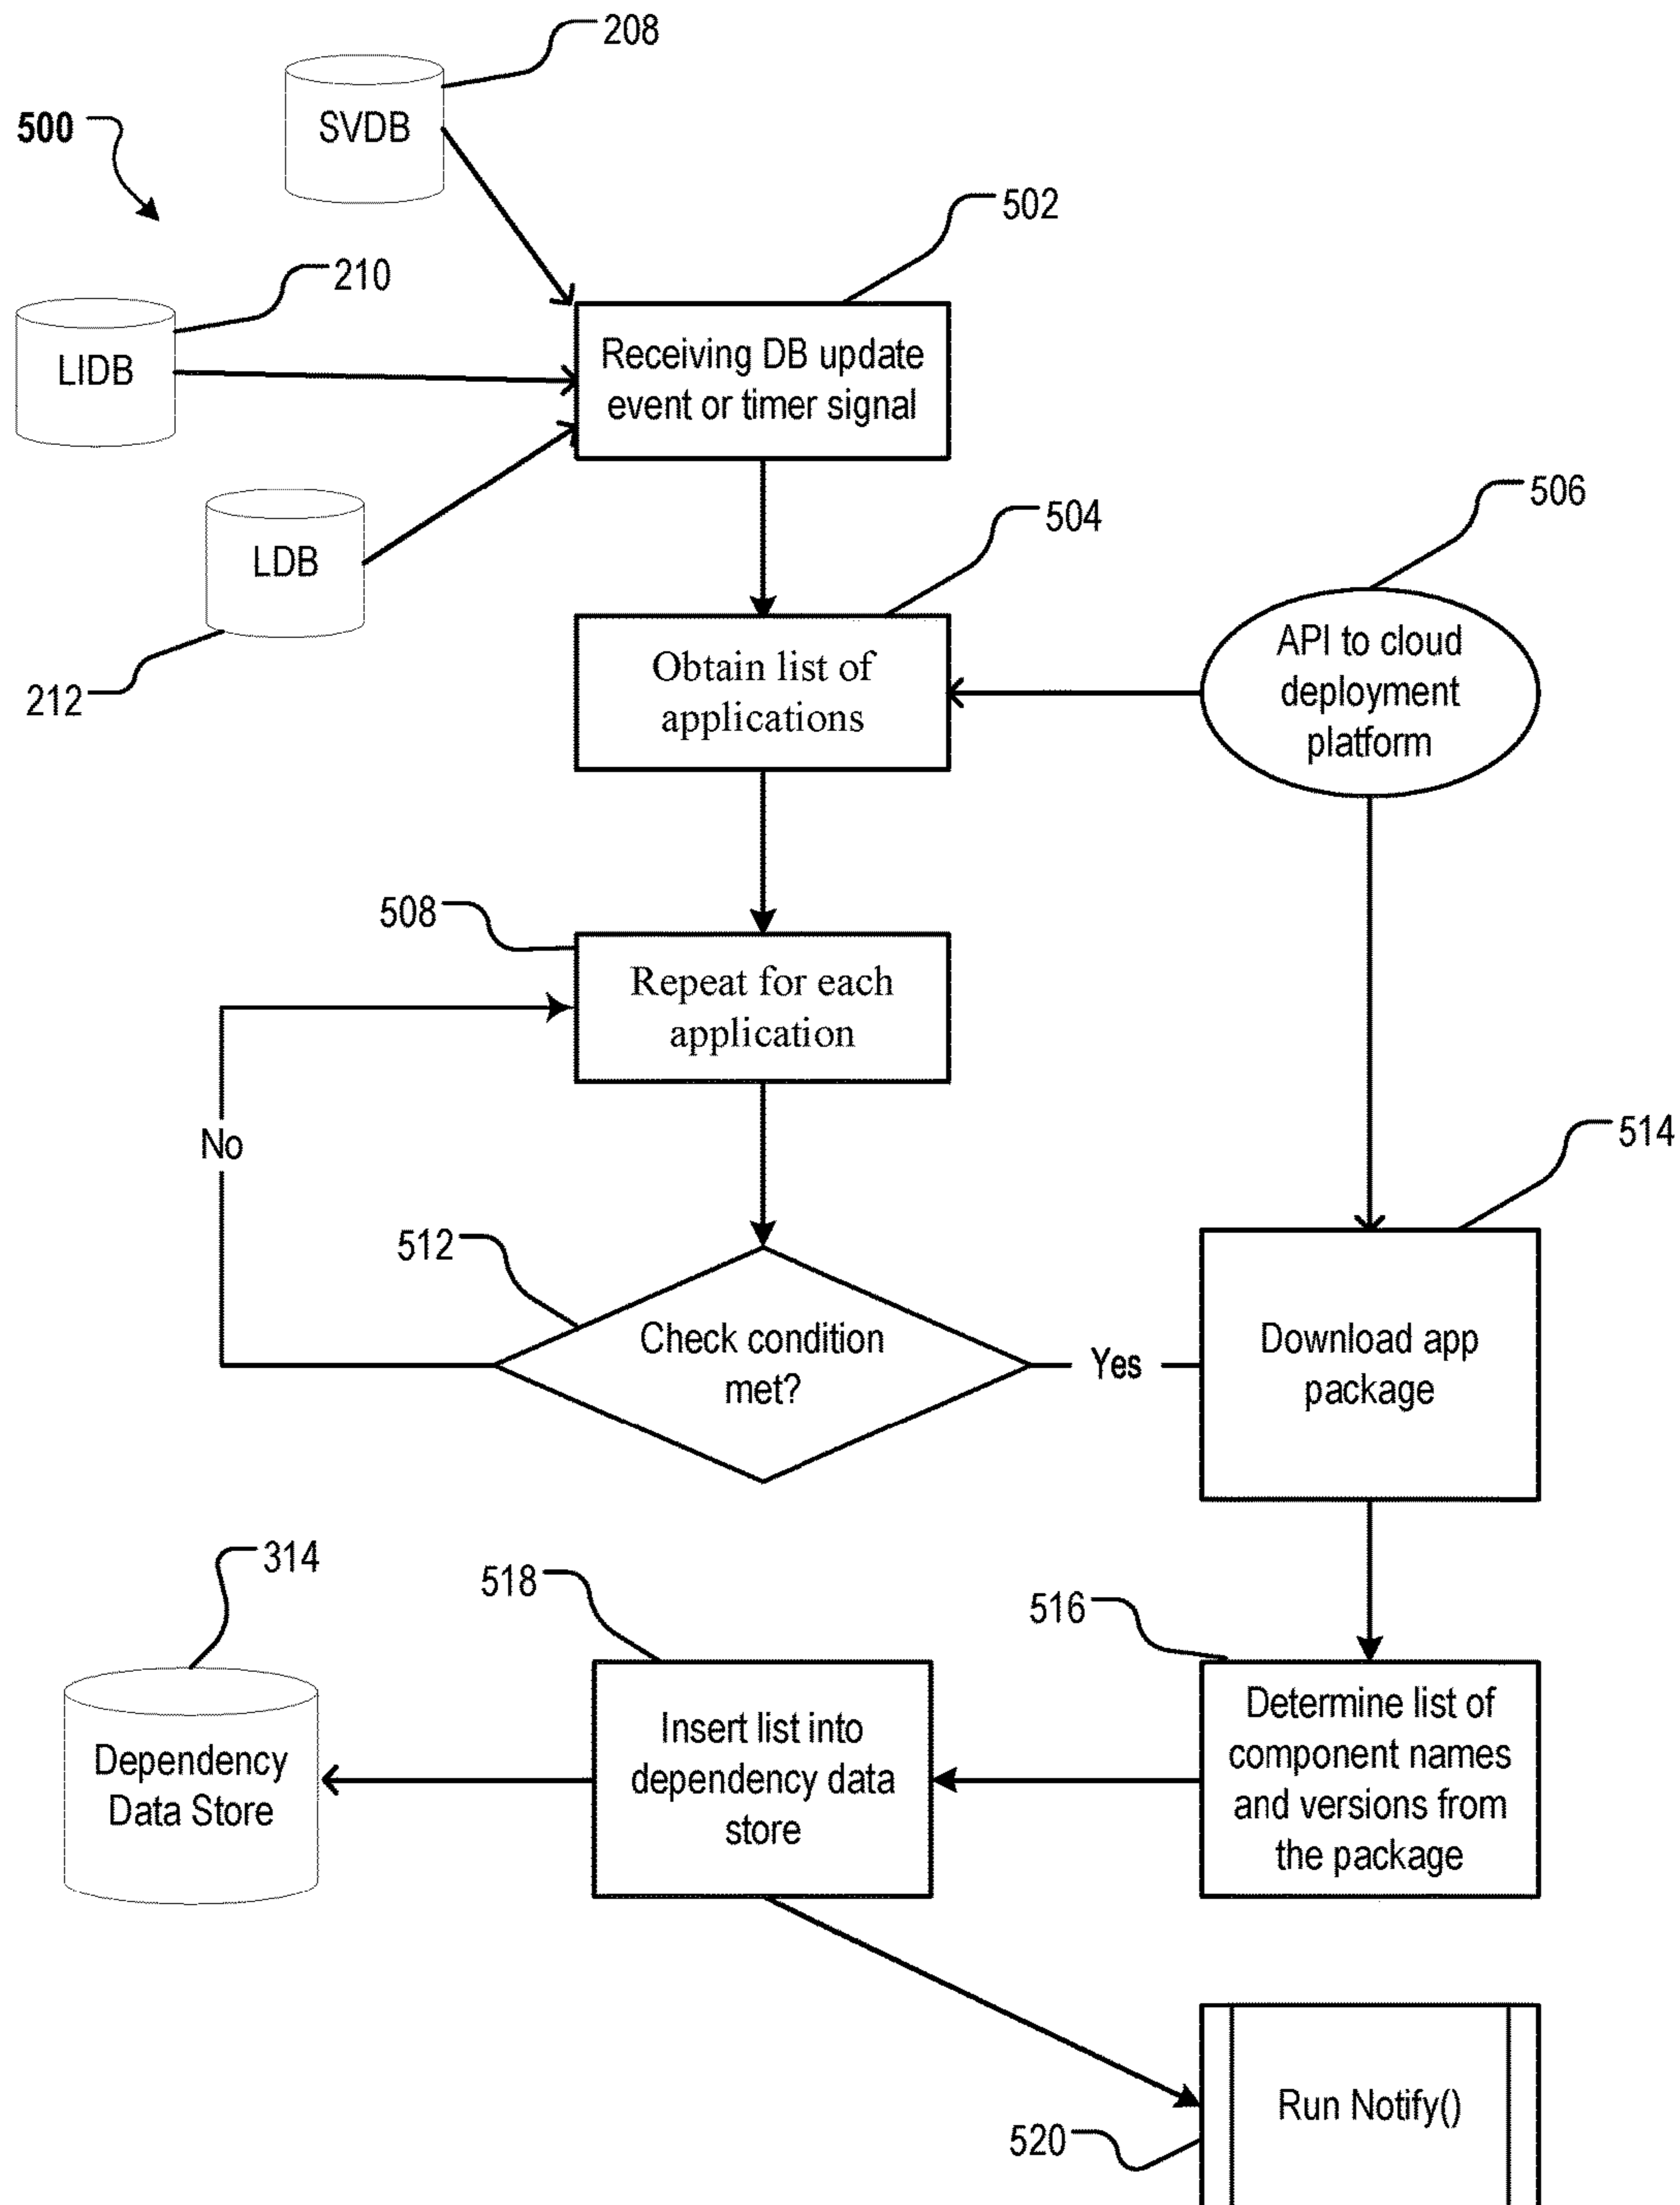 208
500
SVDB
502
210
LIDB
Receiving DB update
event or timer signal
506
504
LDB
212
API to cloud
deployment
platform
Obtain list of
applications
508
Repeat for each
application
No
514
512
Check condition
met?
Yes
Download app
package
314
518
516
Dependency
Data Store
Insert list into
dependency data
store
Determine list of
component names
and versions from
the package
Run Notify()
520